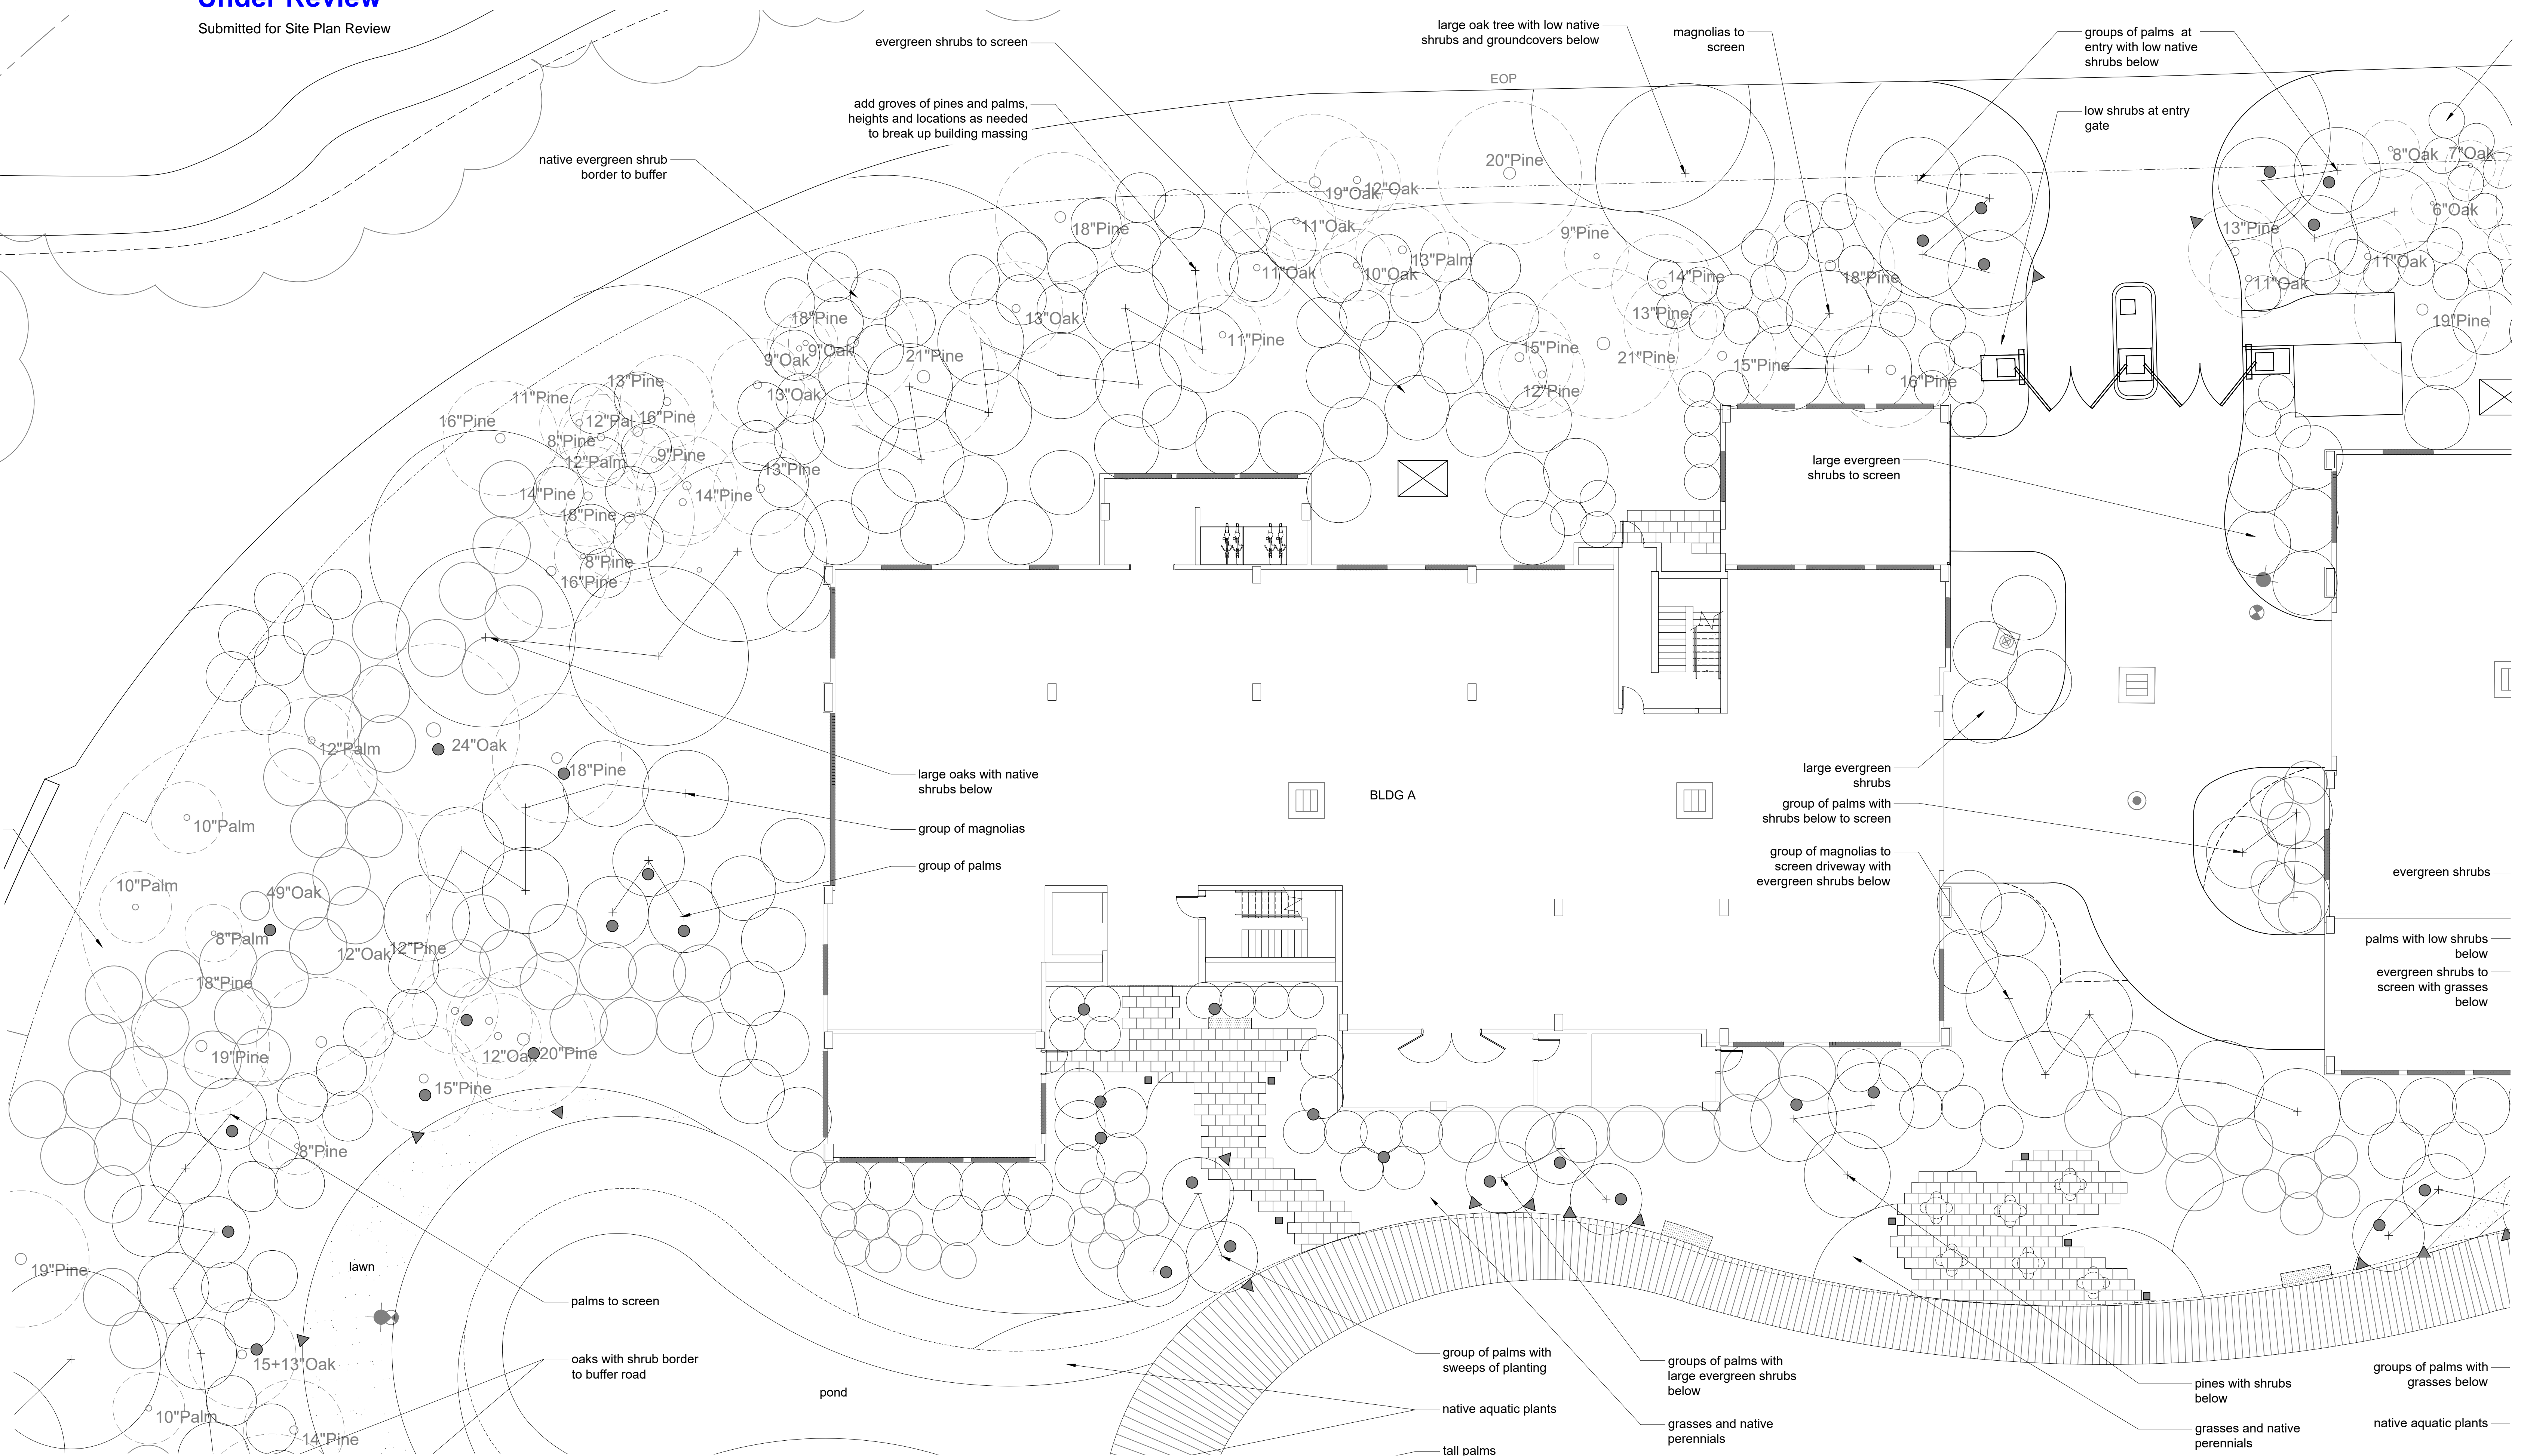 Under Review
Submitted for Site Plan Review
evergreen shrubs to screen
large oak tree with low native
shrubs and groundcovers below
magnolias to
screen
groups of palms at
entry with low native
shrubs below
EOP
add groves of pines and palms,
heights and locations as needed
to break up building massing
low shrubs at entry
gate
native evergreen shrub
border to buffer
20"Pine
19"Oak
12"Oak
8"Oak
7"Oak
6"Oak
18"Pine
11"Oak
9"Pine
13"Pine
13"Palm
11"Oak
10"Oak
14"Pine
18"Pine
11"Oak
11"Oak
18"Pine
13"Oak
13"Pine
19"Pine
11"Pine
9"Oak
9"Oak
21"Pine
15"Pine
21"Pine
15"Pine
16"Pine
12"Pine
13"Pine
11"Pine
13"Oak
16"Pine
12"Pal
16"Pine
8"Pine
9"Pine
12"Palm
13"Pine
14"Pine
14"Pine
18"Pine
8"Pine
16"Pine
large evergreen
shrubs to screen
12"Palm
24"Oak
18"Pine
large oaks with native
shrubs below
BLDG A
large evergreen
shrubs
group of palms with
shrubs below to screen
10"Palm
group of magnolias
group of palms
group of magnolias to
screen driveway with
evergreen shrubs below
evergreen shrubs
10"Palm
49"Oak
8"Palm
12"Oak
12"Pine
18"Pine
palms with low shrubs
below
evergreen shrubs to
screen with grasses
below
19"Pine
12"Oak
20"Pine
15"Pine
8"Pine
19"Pine
lawn
palms to screen
15+13"Oak
oaks with shrub border
to buffer road
pond
10"Palm
14"Pine
group of palms with
sweeps of planting
native aquatic plants
tall palms
groups of palms with
large evergreen shrubs
below
grasses and native
perennials
pines with shrubs
below
grasses and native
perennials
groups of palms with
grasses below
native aquatic plants